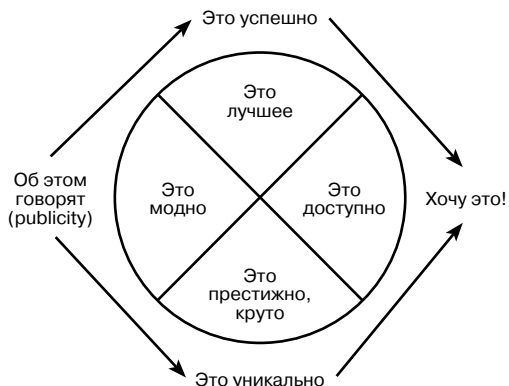 Это успешно
Это
лучшее
Об этом
говорят
(publicity)
Это
модно
Это
доступно
Хочу это!
Это
престижно,
круто
Это уникально